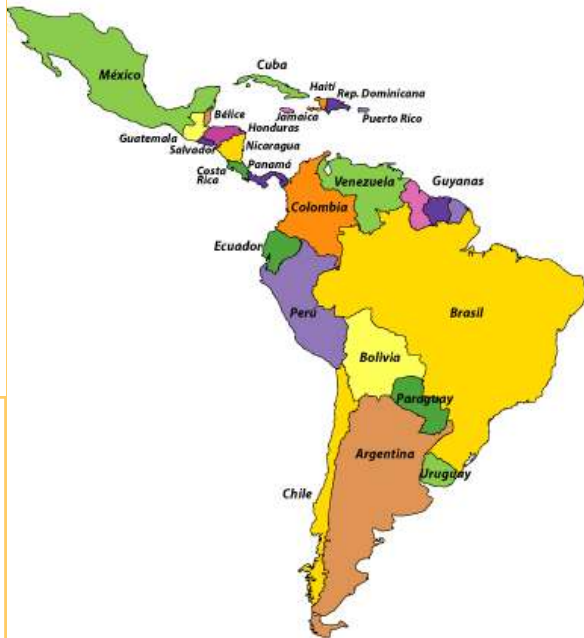 México
Cuba
Haití
Rep. Dominicana
Jamaica
Puerto Rico
Bélice
Guatemala
Honduras
Salvador
Nicaragua
Costa
Rica
Panamá
Venezuela
Guyanas
Colombia
Ecuador
Perú
Brasil
Bolivia
Paraguay
Argentina
Uruguay
Chile